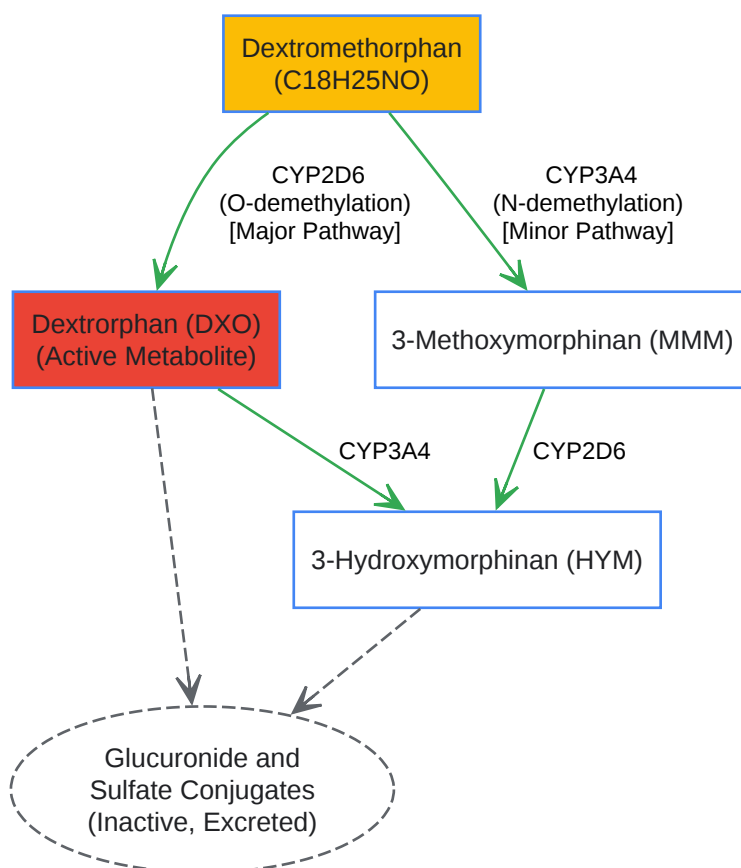 Dextromethorphan
(C18H25NO)
CYP2D6
(O-demethylation)
[Major Pathway]
CYP3A4
(N-demethylation)
[Minor Pathway]
Dextrorphan (DXO)
(Active Metabolite)
3-Methoxymorphinan (MMM)
CYP3A4
CYP2D6
3-Hydroxymorphinan (HYM)
Glucuronide and
Sulfate Conjugates
(Inactive, Excreted)